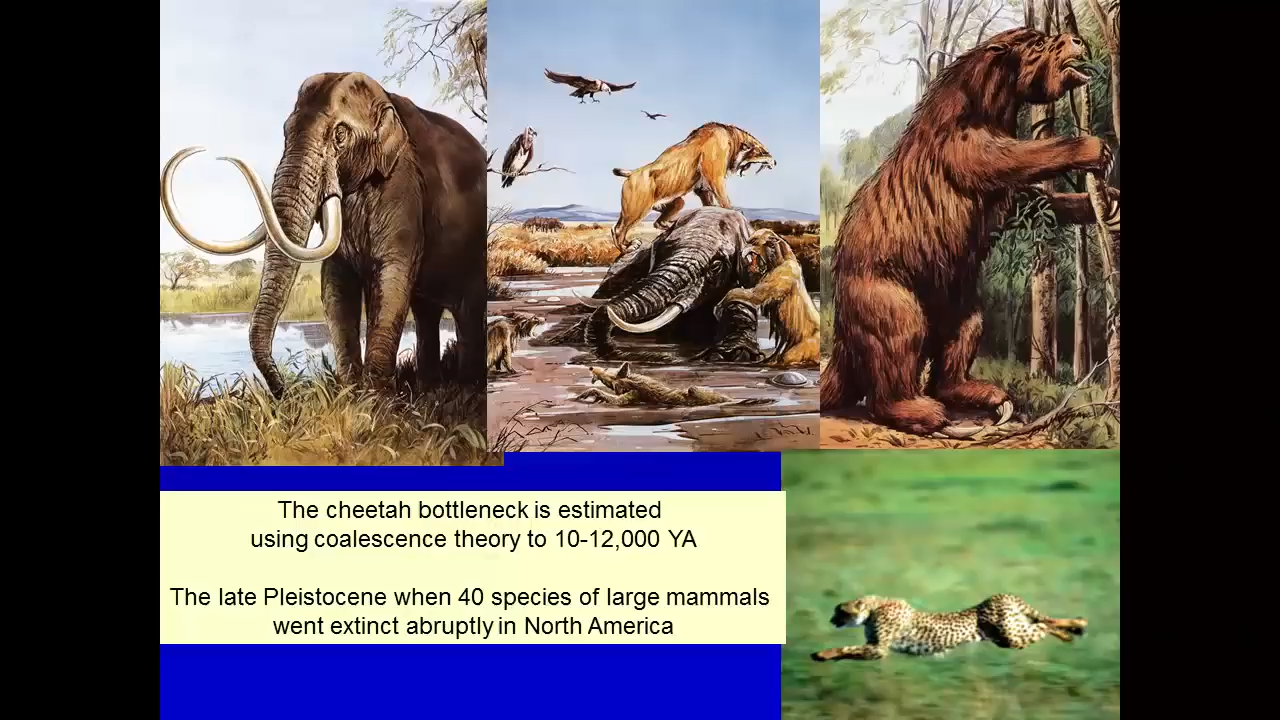 The cheetah bottleneck is estimated
using coalescence theory to 10-12,000 YA
The late Pleistocene when 40 species of large mammals
went extinct abruptly in North America